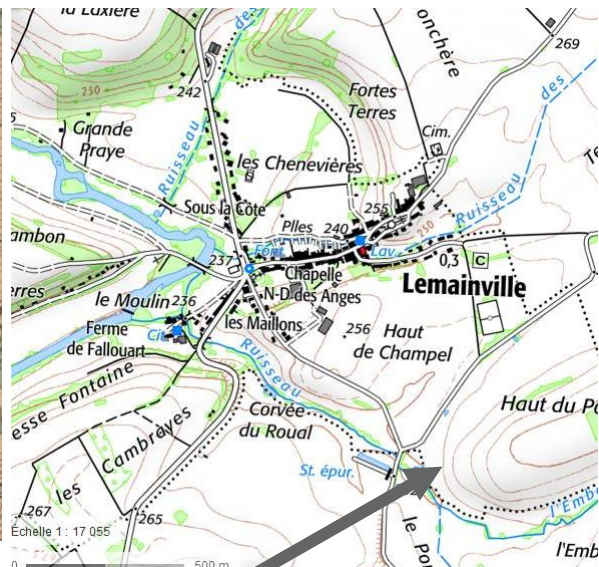 la Laxière
des
onchère
269
242
250
Fortes
Terres
des
Grande
Praye
Ruisseau
Cim.
les Chenevières
Sous la Côte
Plles
240
255
250
Ruisseau
ambon
237
Font.
Lav.
0,3
C
Chapelle
N-D des Anges
Lemainville
erres
le Moulin
236
les Maillons
256
Haut
de Champel
Ferme
de Fallouart
Ruisseau
esse Fontaine
Corvée
du Roual
Haut du Po
les Cambrayes
St. épur.
267
265
le Pon
l'Emb
l'Emb
Échelle 1 : 17 055
0
500 m